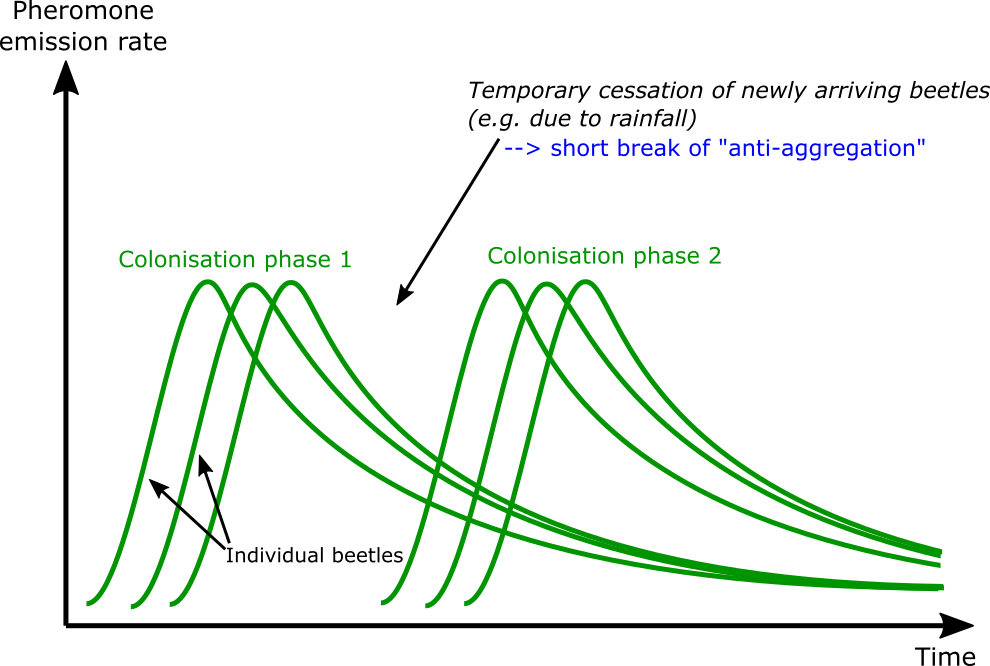 Pheromone
emission rate
Temporary cessation of newly arriving beetles
(e.g. due to rainfall)
--> short break of "anti-aggregation"
Colonisation phase 1
Colonisation phase 2
Individual beetles
Time